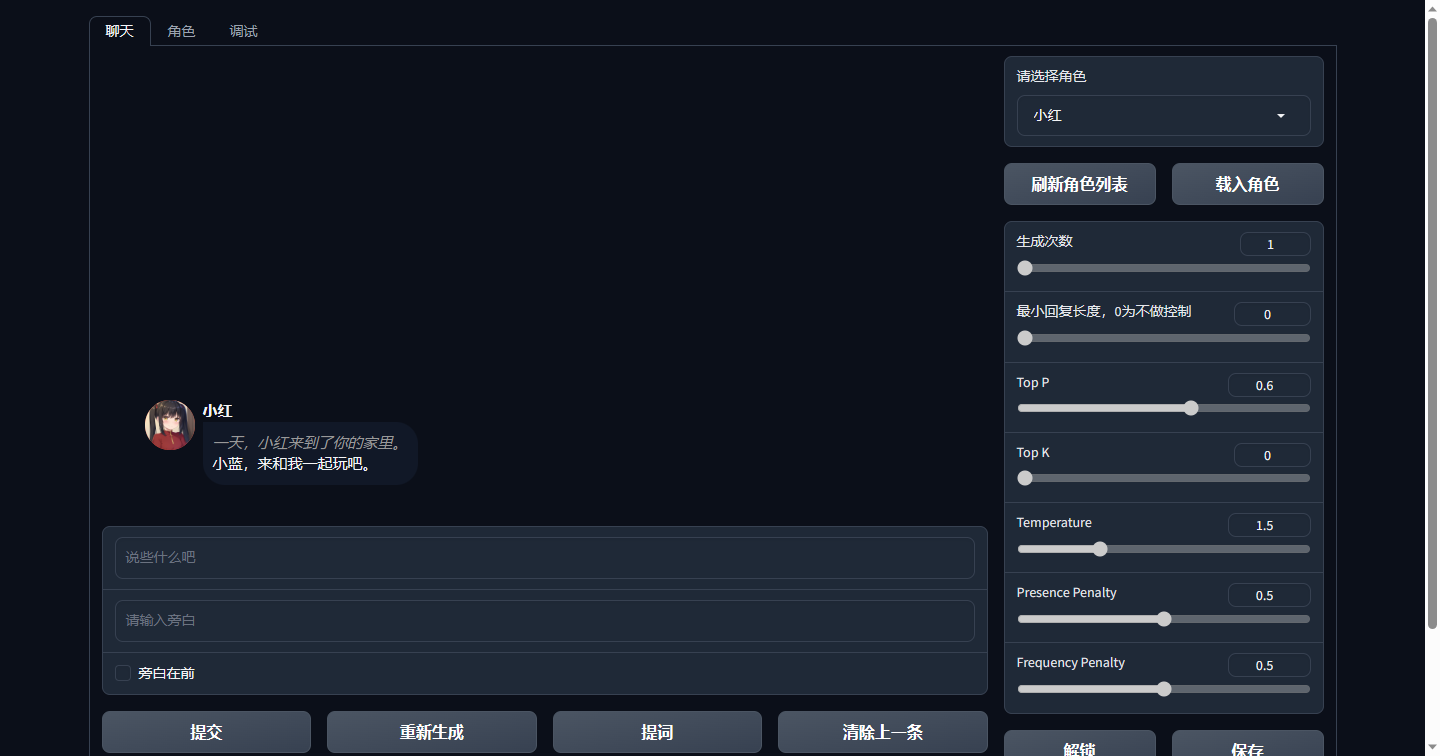 聊天
角色
调试
小红
一天，小红来到了你的家里。
小蓝，来和我一起玩吧。
说些什么吧
请输入旁白
旁白在前
提交
重新生成
提词
清除上一条
请选择角色
小红
刷新角色列表
载入角色
生成次数
1
最小回复长度，0为不做控制
0
Top P
0.6
Top K
0
Temperature
1.5
Presence Penalty
0.5
Frequency Penalty
0.5
解锁
保存